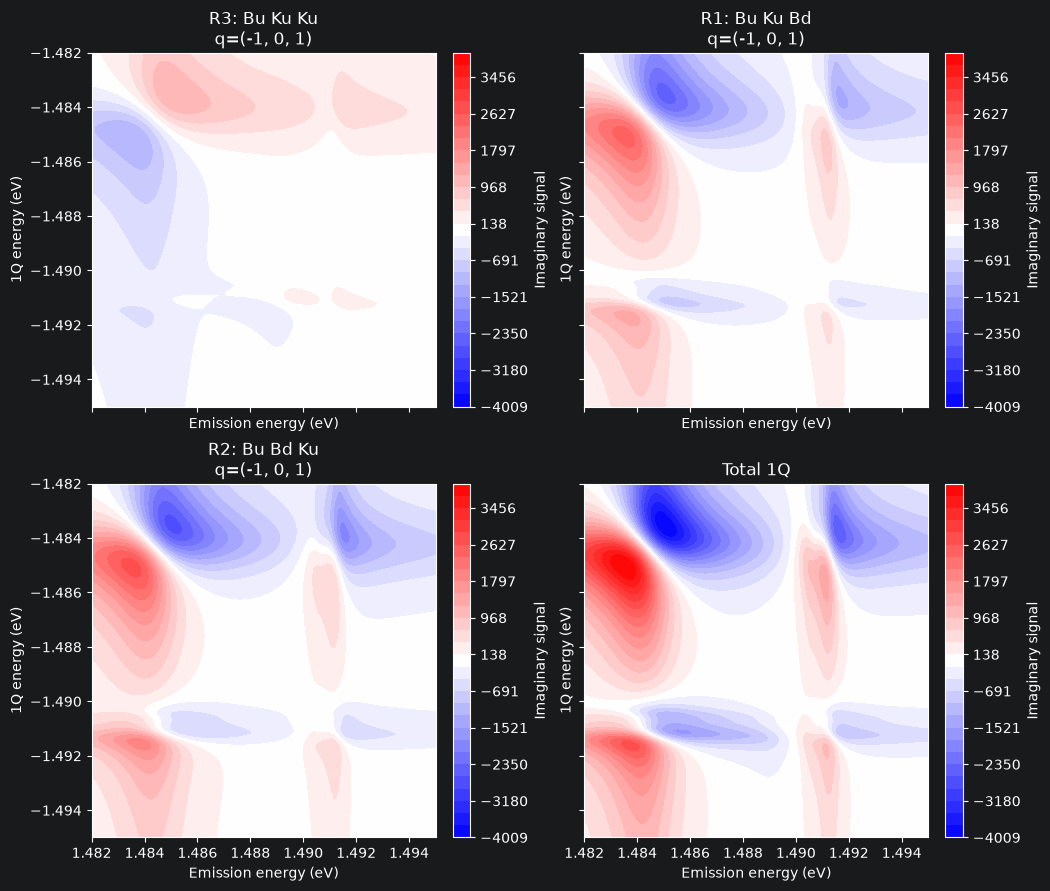 R3: Bu Ku Ku
q=(-1, 0, 1)
−1.482
−1.484
−1.486
−1.488
−1.490
−1.492
−1.494
1Q energy (eV)
Emission energy (eV)
3456
2627
1797
968
138
−691
−1521
−2350
−3180
−4009
Imaginary signal
R1: Bu Ku Bd
q=(-1, 0, 1)
1Q energy (eV)
Emission energy (eV)
3456
2627
1797
968
138
−691
−1521
−2350
−3180
−4009
Imaginary signal
R2: Bu Bd Ku
q=(-1, 0, 1)
−1.482
−1.484
−1.486
−1.488
−1.490
−1.492
−1.494
1Q energy (eV)
1.482 1.484 1.486 1.488 1.490 1.492 1.494
Emission energy (eV)
3456
2627
1797
968
138
−691
−1521
−2350
−3180
−4009
Imaginary signal
Total 1Q
1Q energy (eV)
1.482 1.484 1.486 1.488 1.490 1.492 1.494
Emission energy (eV)
3456
2627
1797
968
138
−691
−1521
−2350
−3180
−4009
Imaginary signal